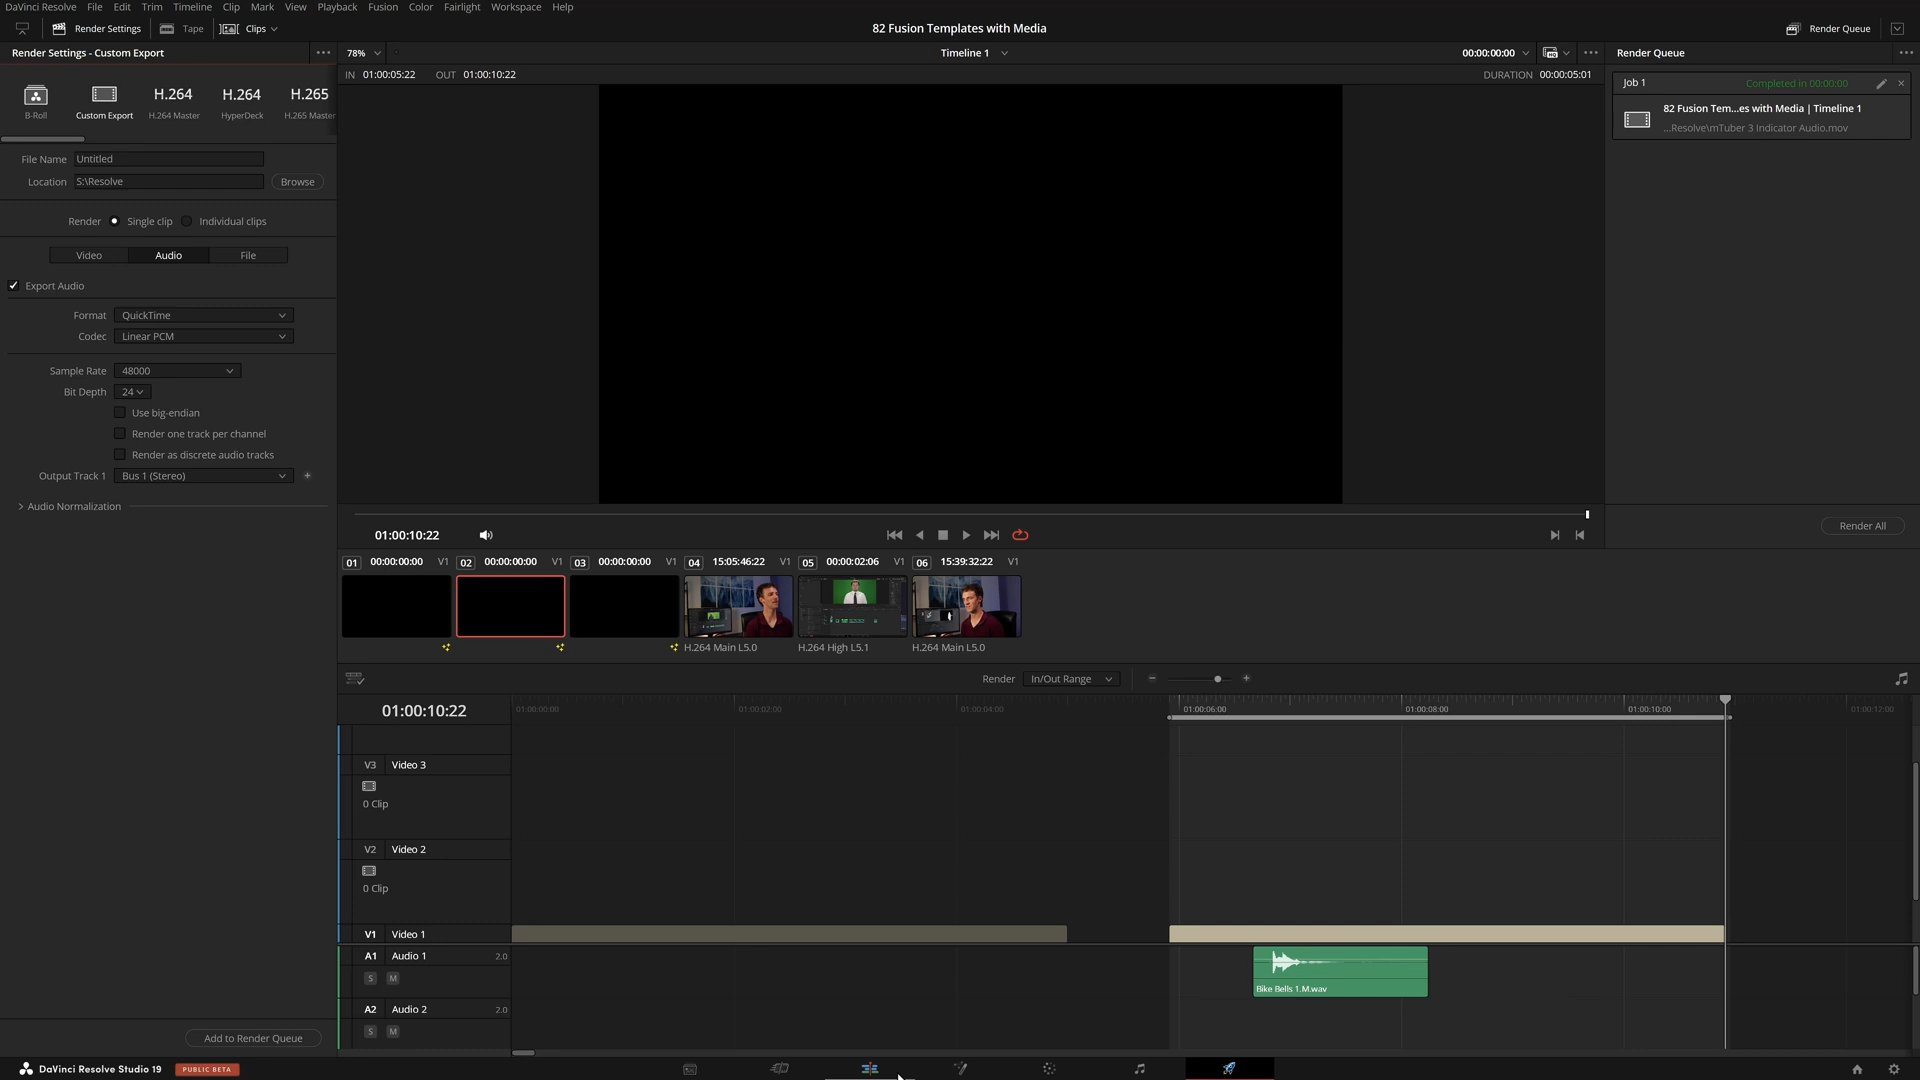 DaVinci Resolve File Edit Trim Timeline Clip Mark View Playback Fusion Color Fairlight Workspace Help
Render Settings Tape Clips 82 Fusion Templates with Media Render Queue
Render Settings - Custom Export 78% Timeline 1 00:00:00:00 Render Queue
IN 01:00:05:22 OUT 01:00:10:22 DURATION 00:00:05:01
Job 1 Completed in 00:00:00
82 Fusion Tem...es with Media | Timeline 1
...Resolve\mTuber 3 Indicator Audio.mov
H.264 H.264 H.265
B-Roll Custom Export H.264 Master HyperDeck H.265 Master
File Name Untitled
Location S:\Resolve Browse
Render Single clip Individual clips
Video Audio File
Export Audio
Format QuickTime
Codec Linear PCM
Sample Rate 48000
Bit Depth 24
Use big-endian
Render one track per channel
Render as discrete audio tracks
Output Track 1 Bus 1 (Stereo)
Audio Normalization
Render All
01:00:10:22
01 00:00:00:00 V1 02 00:00:00:00 V1 03 00:00:00:00 V1 04 15:05:46:22 V1 05 00:00:02:06 V1 06 15:39:32:22 V1
H.264 Main L5.0 H.264 High L5.1 H.264 Main L5.0
Render In/Out Range
01:00:10:22 01:00:00:00 01:00:02:00 01:00:04:00 01:00:06:00 01:00:08:00 01:00:10:00 01:00:12:00
V3 Video 3
0 Clip
V2 Video 2
0 Clip
V1 Video 1
A1 Audio 1 2.0
S M
Bike Bells 1.M.wav
A2 Audio 2 2.0
S M
Add to Render Queue
DaVinci Resolve Studio 19 PUBLIC BETA